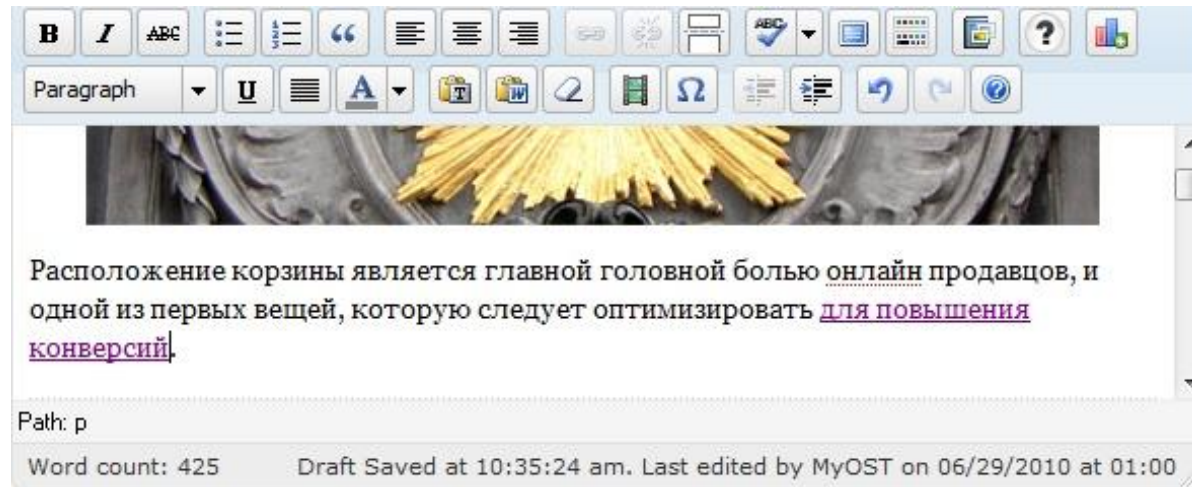 B I ABC ABC ?
Paragraph U A T W Ω ?
Расположение корзины является главной головной болью онлайн продавцов, и
одной из первых вещей, которую следует оптимизировать для повышения
конверсий.
Path: p
Word count: 425 Draft Saved at 10:35:24 am. Last edited by MyOST on 06/29/2010 at 01:00